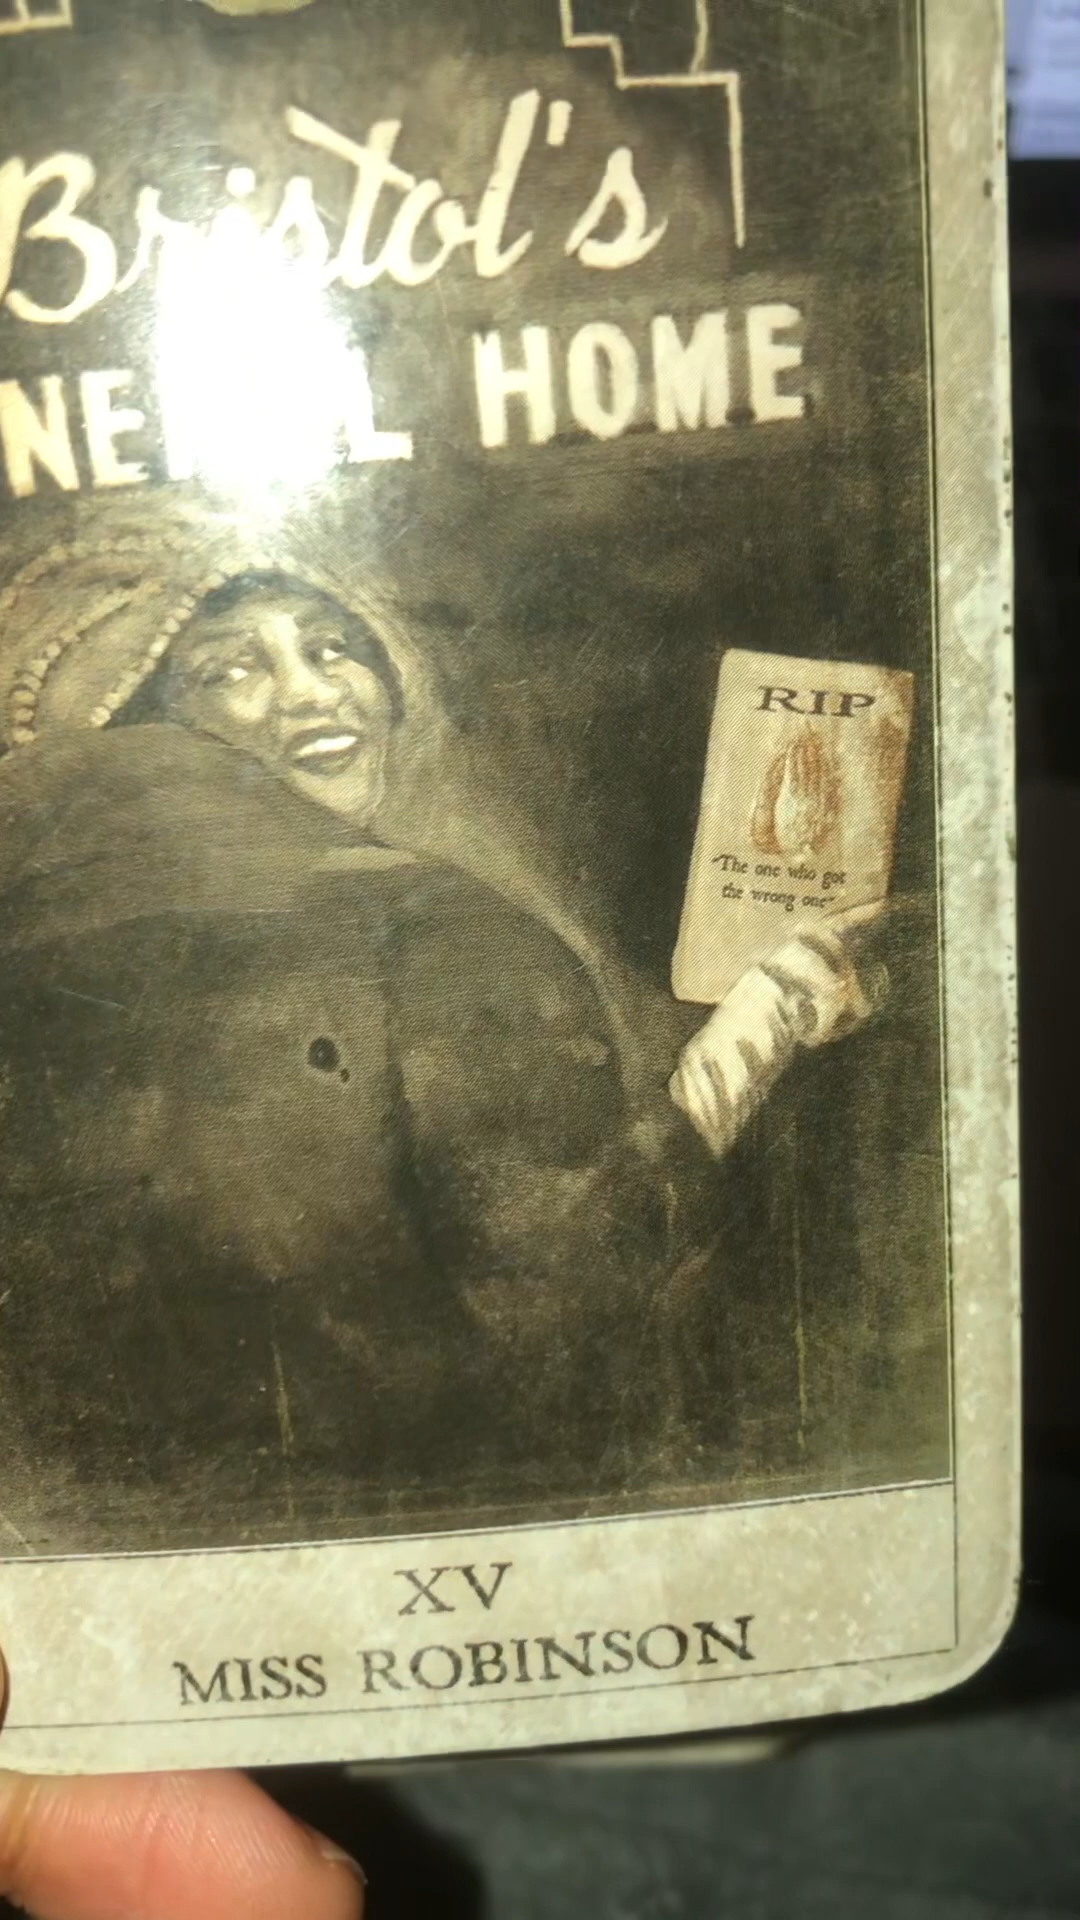 Bristol's
HOME
RIP
"The one who got
the wrong one"
XV
MISS ROBINSON